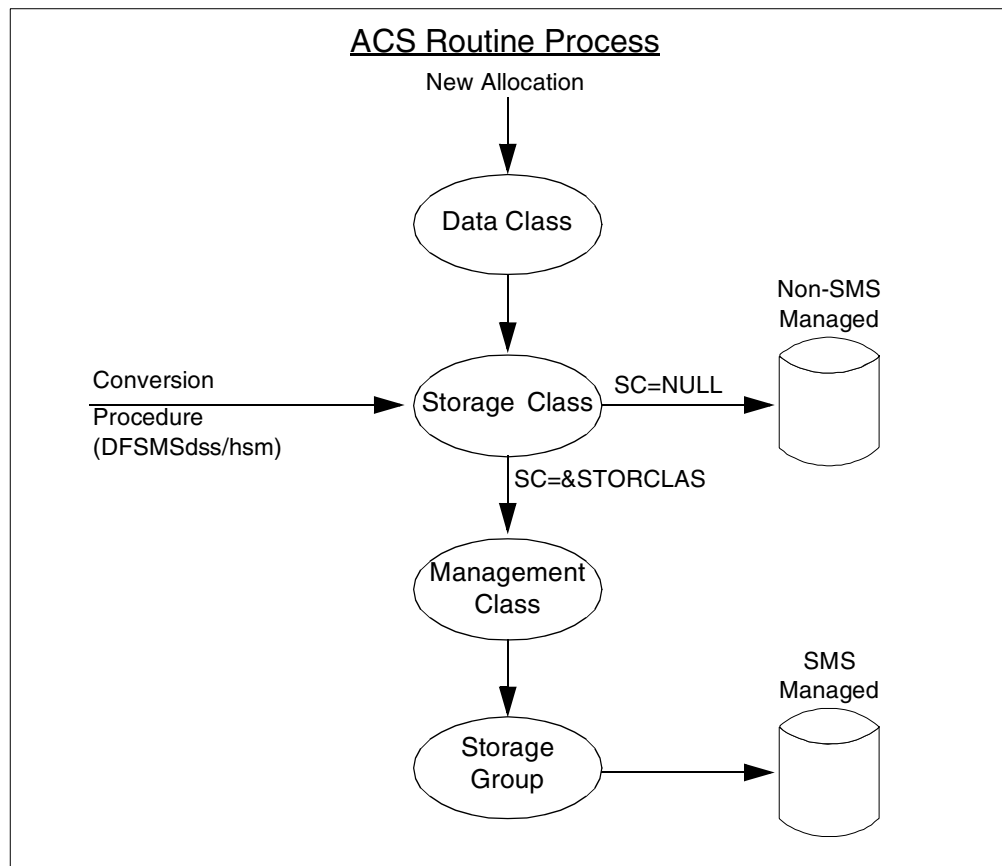 ACS Routine Process
New Allocation
Data Class
Non-SMS
Managed
Conversion
Procedure
(DFSMSdss/hsm)
Storage Class
SC=NULL
SC=&STORCLAS
Management
Class
SMS
Managed
Storage
Group